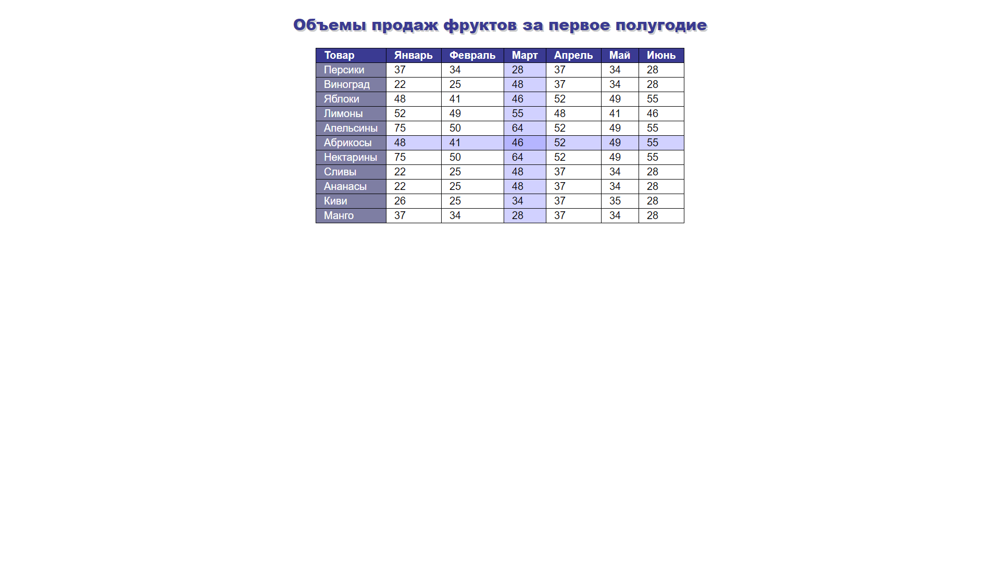 Объемы продаж фруктов за первое полугодие
Товар Январь Февраль Март Апрель Май Июнь
Персики 37 34 28 37 34 28
Виноград 22 25 48 37 34 28
Яблоки 48 41 46 52 49 55
Лимоны 52 49 55 48 41 46
Апельсины 75 50 64 52 49 55
Абрикосы 48 41 46 52 49 55
Нектарины 75 50 64 52 49 55
Сливы 22 25 48 37 34 28
Ананасы 22 25 48 37 34 28
Киви 26 25 34 37 35 28
Манго 37 34 28 37 34 28